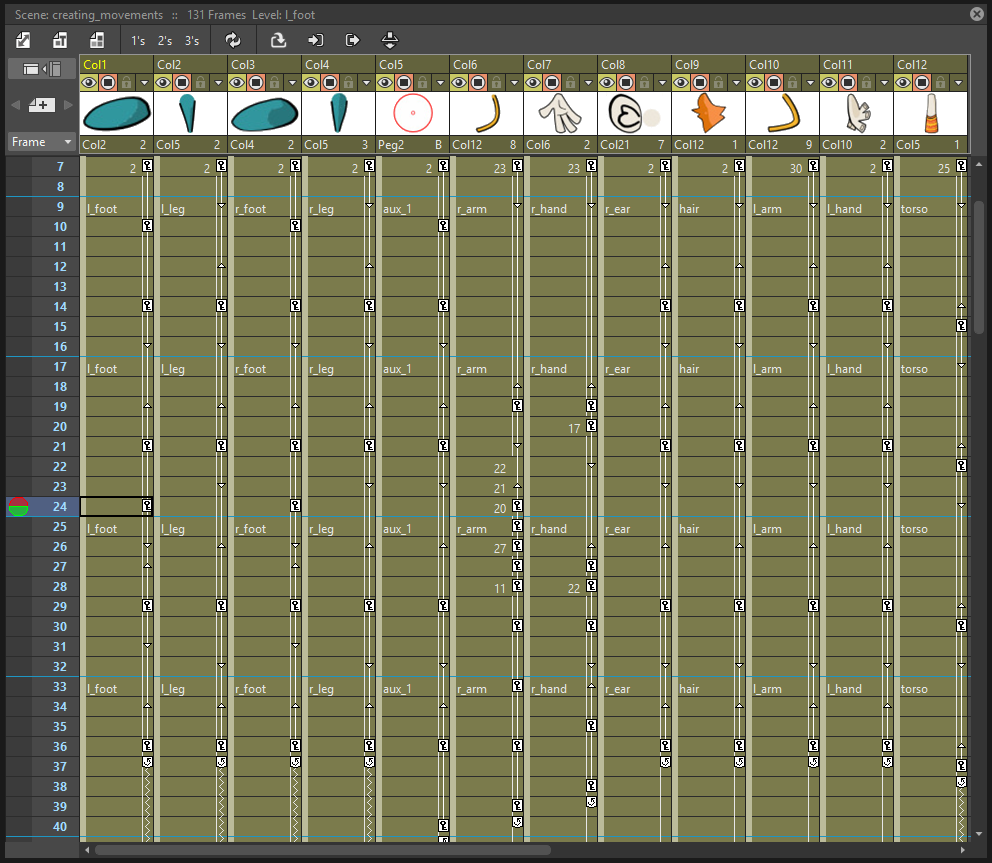 Scene: creating_movements :: 131 Frames Level: l_foot
1's 2's 3's
Col1 Col2 Col3 Col4 Col5 Col6 Col7 Col8 Col9 Col10 Col11 Col12
Frame
Col2 2 Col5 2 Col4 2 Col5 3 Peg2 B Col12 8 Col6 2 Col21 7 Col12 1 Col12 9 Col10 2 Col5 1
7 2 2 2 2 2 23 23 2 2 30 2 25
8
9 l_foot l_leg r_foot r_leg aux_1 r_arm r_hand r_ear hair l_arm l_hand torso
10
11
12
13
14
15
16
17 l_foot l_leg r_foot r_leg aux_1 r_arm r_hand r_ear hair l_arm l_hand torso
18
19
20 17
21
22 22
23 21
24 20
25 l_foot l_leg r_foot r_leg aux_1 r_arm r_hand r_ear hair l_arm l_hand torso
26 27
27
28 11 22
29
30
31
32
33 l_foot l_leg r_foot r_leg aux_1 r_arm r_hand r_ear hair l_arm l_hand torso
34
35
36
37
38
39
40